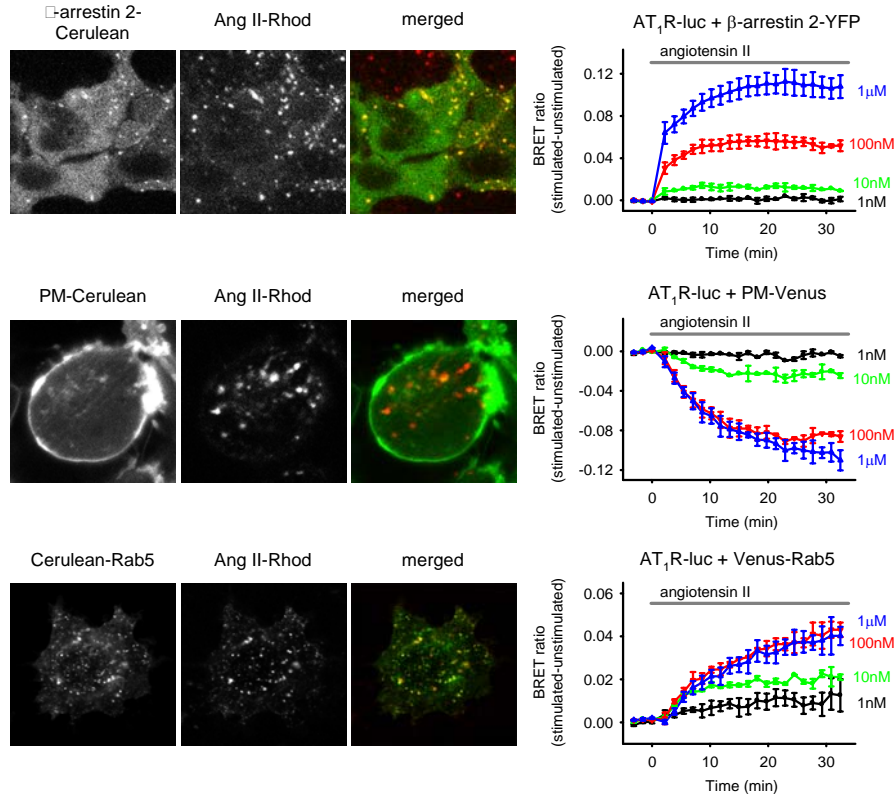 □-arrestin 2-
Cerulean
Ang II-Rhod
merged
AT₁R-luc + β-arrestin 2-YFP
angiotensin II
BRET ratio
(stimulated-unstimulated)
0.12
0.08
0.04
0.00
1μM
100nM
10nM
1nM
0
10
20
30
Time (min)
PM-Cerulean
Ang II-Rhod
merged
AT₁R-luc + PM-Venus
angiotensin II
BRET ratio
(stimulated-unstimulated)
0.00
-0.04
-0.08
-0.12
1nM
10nM
100nM
1μM
0
10
20
30
Time (min)
Cerulean-Rab5
Ang II-Rhod
merged
AT₁R-luc + Venus-Rab5
angiotensin II
BRET ratio
(stimulated-unstimulated)
0.06
0.04
0.02
0.00
1μM
100nM
10nM
1nM
0
10
20
30
Time (min)